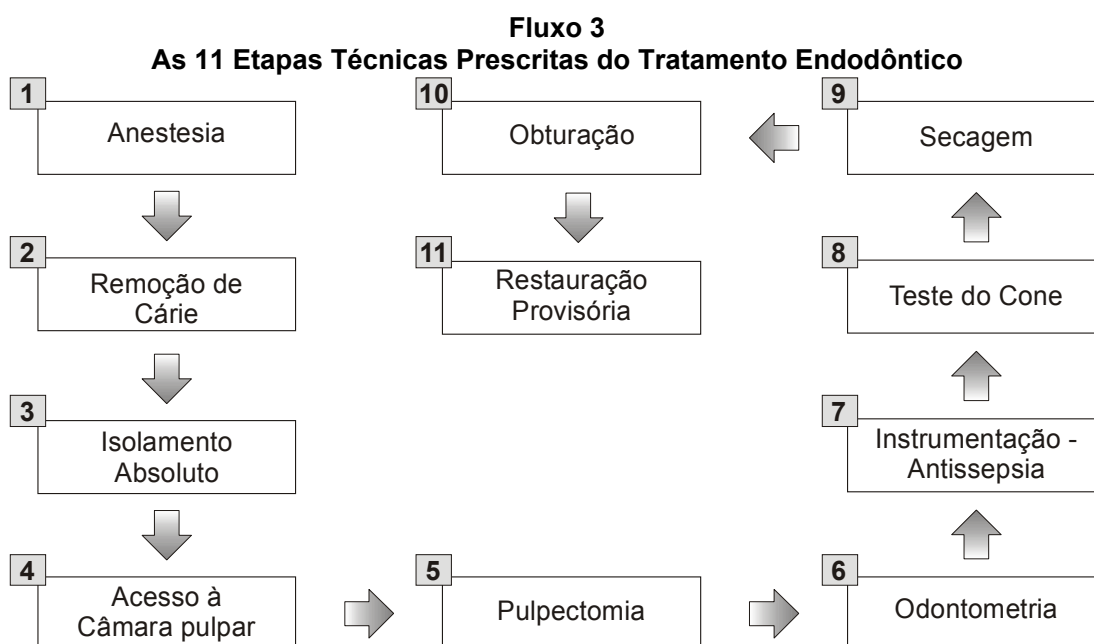 Fluxo 3
As 11 Etapas Técnicas Prescritas do Tratamento Endodôntico
1
Anestesia
2
Remoção de
Cárie
3
Isolamento
Absoluto
4
Acesso à
Câmara pulpar
5
Pulpectomia
6
Odontometria
7
Instrumentação -
Antissepsia
8
Teste do Cone
9
Secagem
10
Obturação
11
Restauração
Provisória